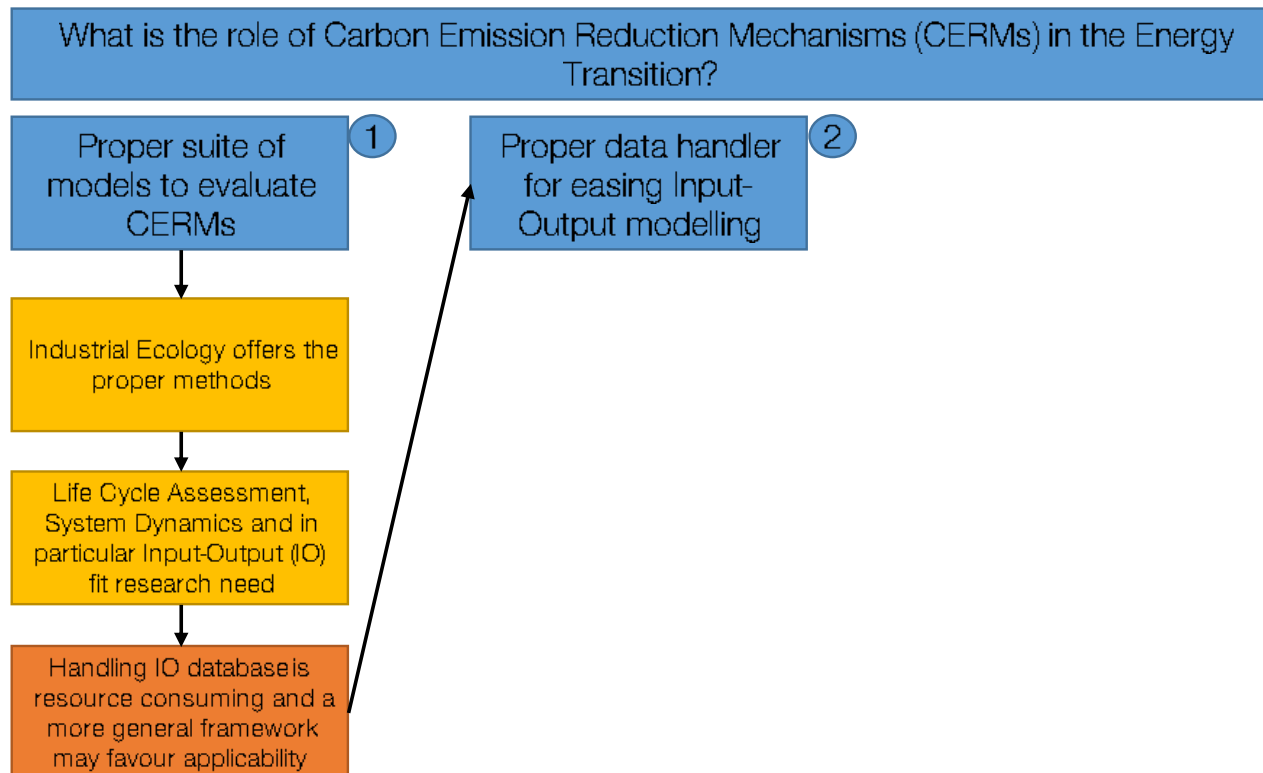 What is the role of Carbon Emission Reduction Mechanisms (CERMs) in the Energy
Transition?
Proper suite of
models to evaluate
CERMs
1
Industrial Ecology offers the
proper methods
Life Cycle Assessment,
System Dynamics and in
particular Input-Output (IO)
fit research need
Handling IO database is
resource consuming and a
more general framework
may favour applicability
Proper data handler
for easing Input-
Output modelling
2